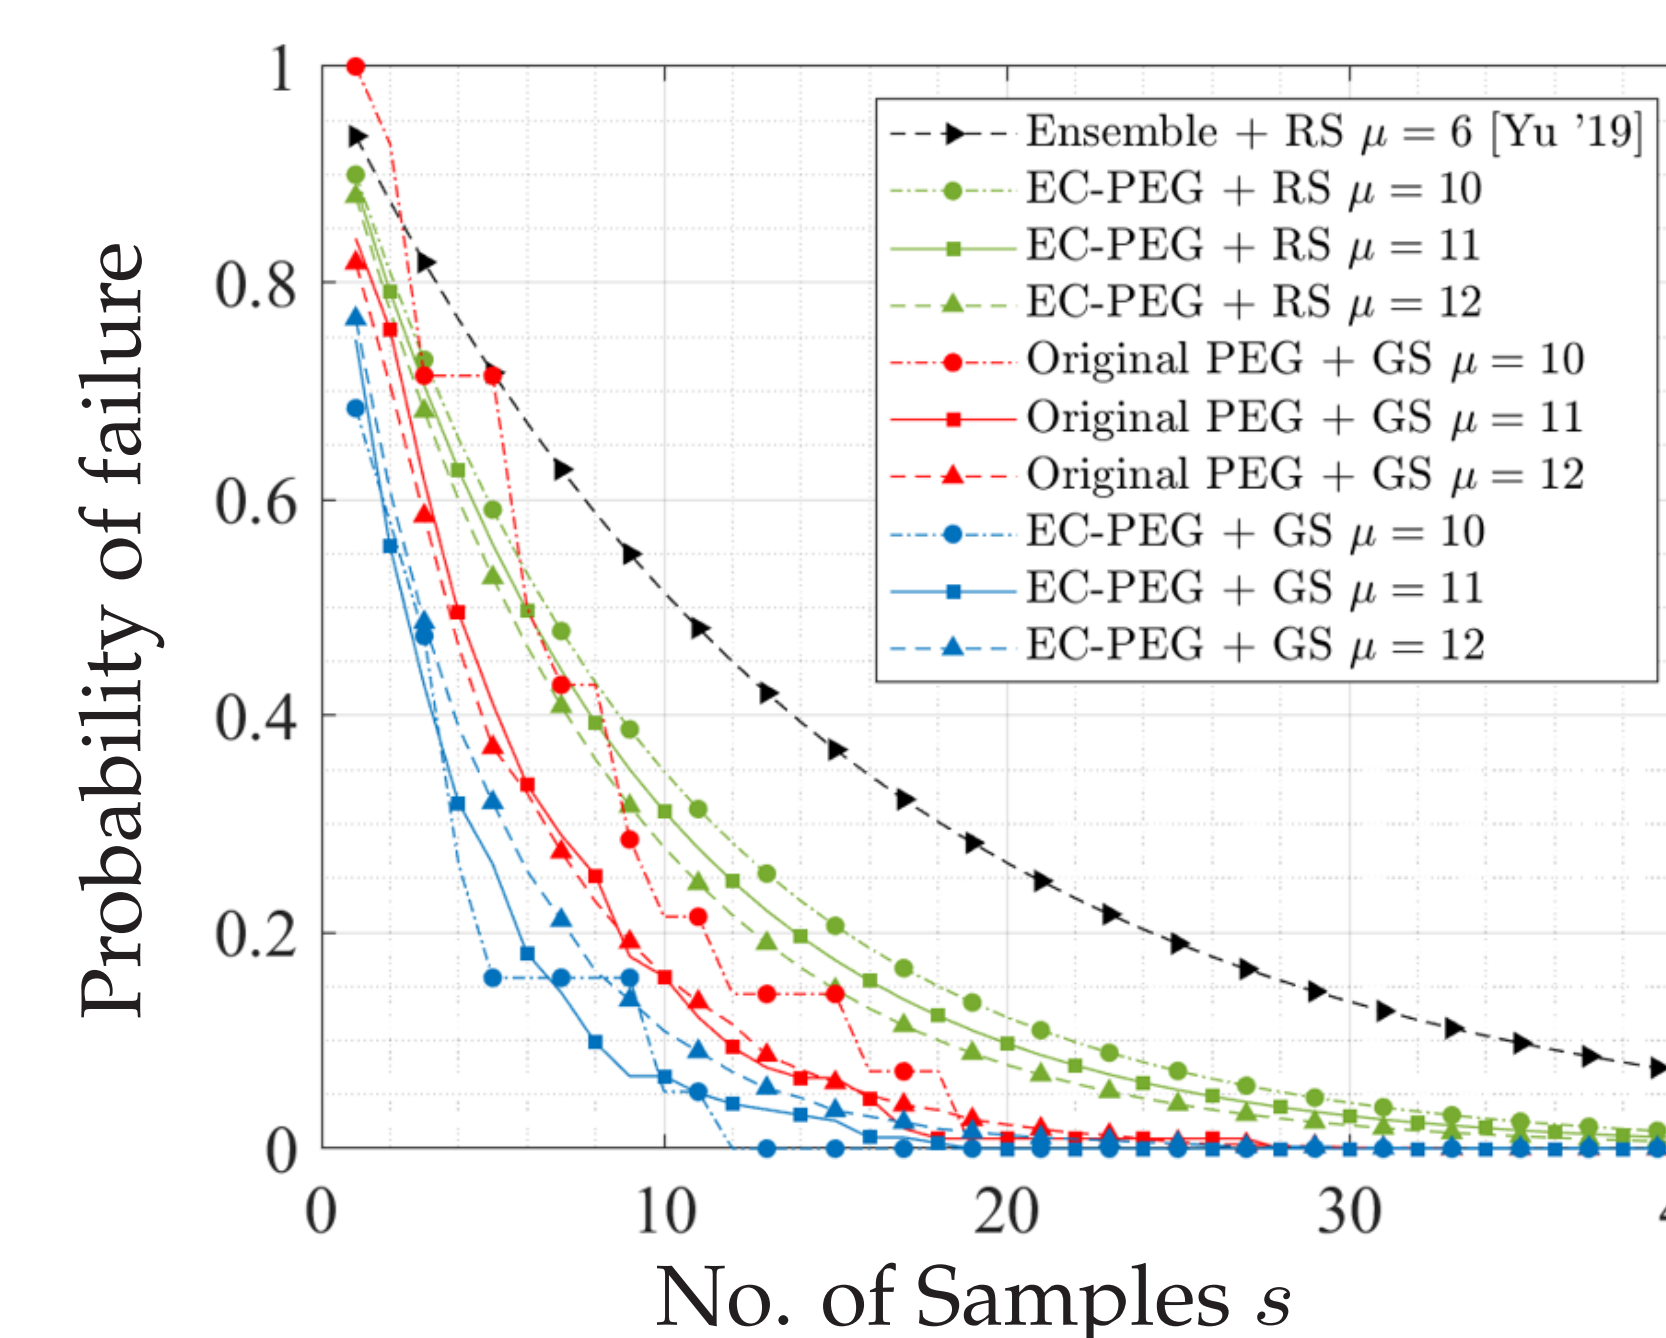 1
0.8
0.6
0.4
0.2
0
0
10
20
30
Probability of failure
No. of Samples s
Ensemble + RS μ = 6 [Yu '19]
EC-PEG + RS μ = 10
EC-PEG + RS μ = 11
EC-PEG + RS μ = 12
Original PEG + GS μ = 10
Original PEG + GS μ = 11
Original PEG + GS μ = 12
EC-PEG + GS μ = 10
EC-PEG + GS μ = 11
EC-PEG + GS μ = 12